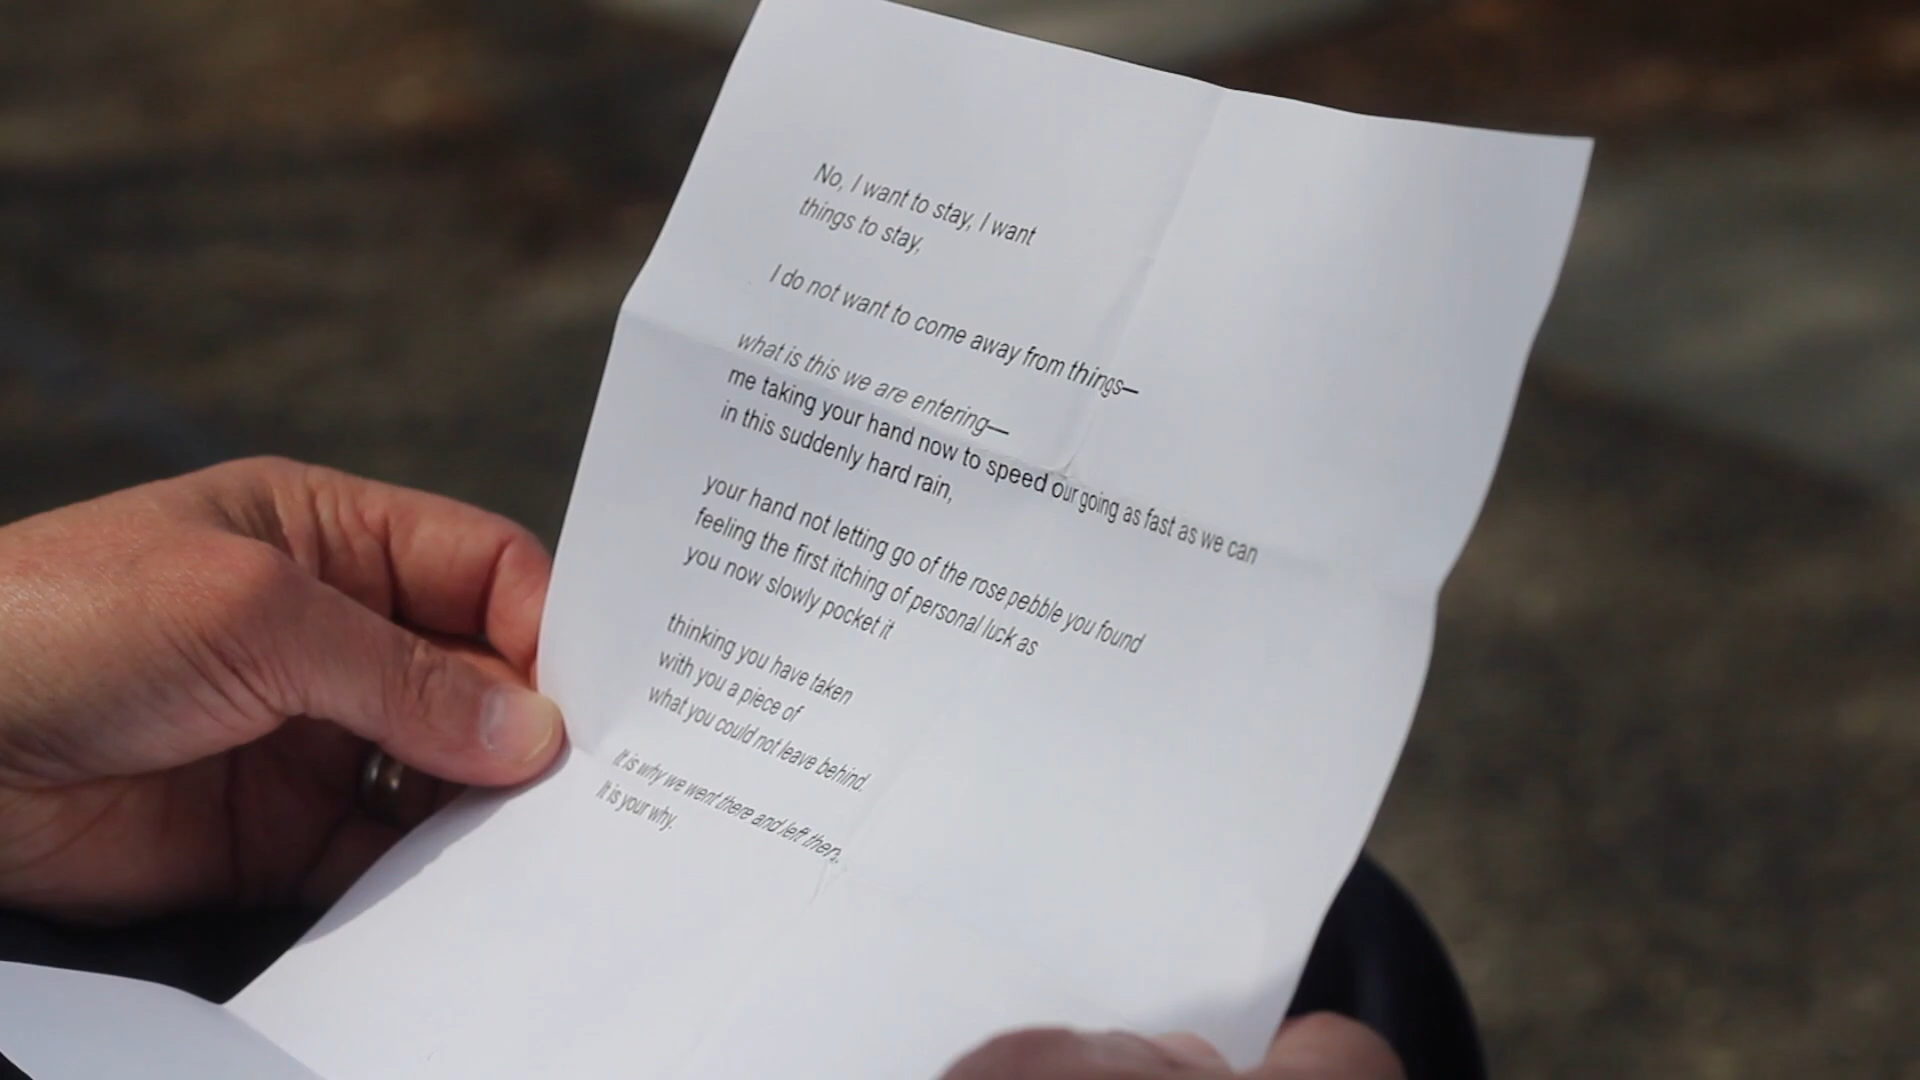 No, I want to stay, I want
things to stay,
I do not want to come away from things—
what is this we are entering—
me taking your hand now to speed our going as fast as we can
in this suddenly hard rain,
your hand not letting go of the rose pebble you found
feeling the first itching of personal luck as
you now slowly pocket it
thinking you have taken
with you a piece of
what you could not leave behind.
It is why we went there and left there.
It is your why.